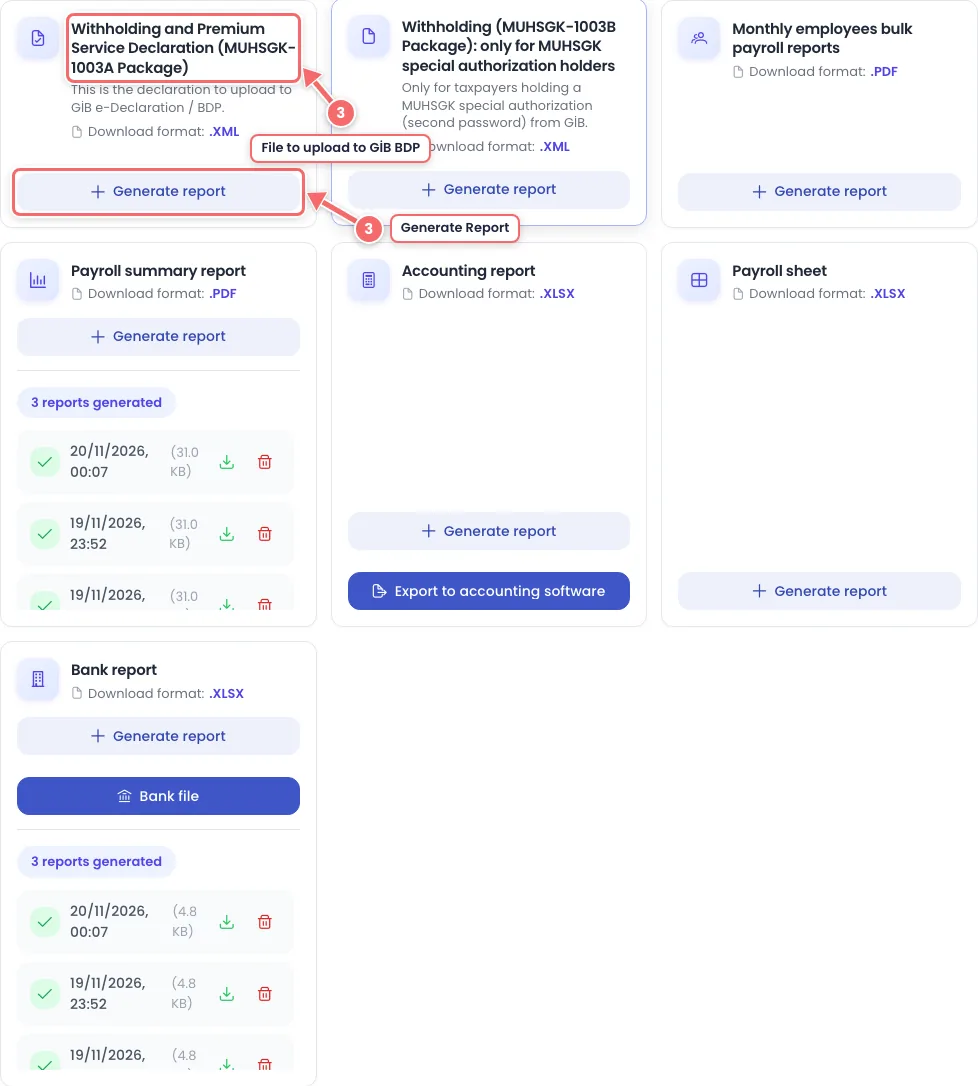 Withholding and Premium
Service Declaration (MUHSGK-
1003A Package)
This is the declaration to upload to
GİB e-Declaration / BDP.
Download format: .XML
3
File to upload to GİB BDP
Generate report
3
Generate Report
Withholding (MUHSGK-1003B
Package): only for MUHSGK
special authorization holders
Only for taxpayers holding a
MUHSGK special authorization
(second password) from GİB.
ownload format: .XML
Generate report
Monthly employees bulk
payroll reports
Download format: .PDF
Generate report
Payroll summary report
Download format: .PDF
Generate report
3 reports generated
20/11/2026,
00:07
(31.0
KB)
19/11/2026,
23:52
(31.0
KB)
19/11/2026,
(31.0
Accounting report
Download format: .XLSX
Generate report
Export to accounting software
Payroll sheet
Download format: .XLSX
Generate report
Bank report
Download format: .XLSX
Generate report
Bank file
3 reports generated
20/11/2026,
00:07
(4.8
KB)
19/11/2026,
23:52
(4.8
KB)
19/11/2026,
(4.8